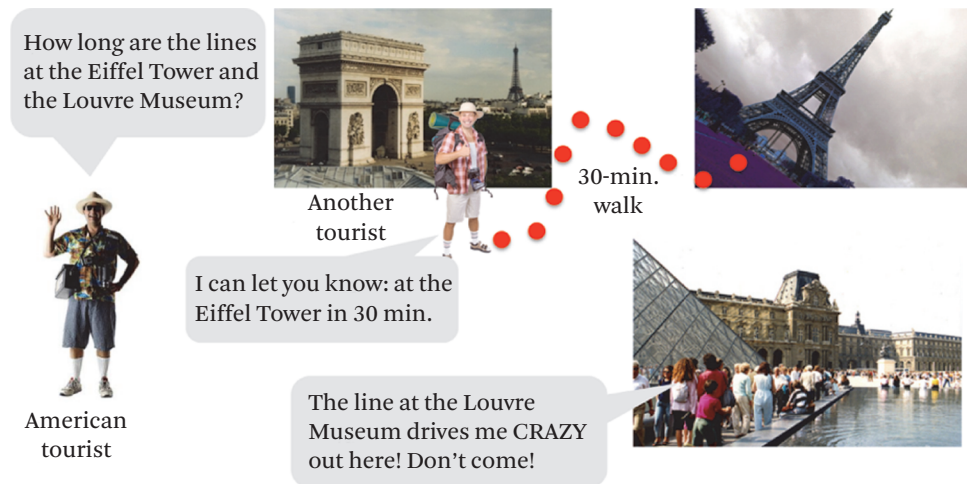 How long are the lines
at the Eiffel Tower and
the Louvre Museum?
American
tourist
Another
tourist
30-min.
walk
I can let you know: at the
Eiffel Tower in 30 min.
The line at the Louvre
Museum drives me CRAZY
out here! Don’t come!